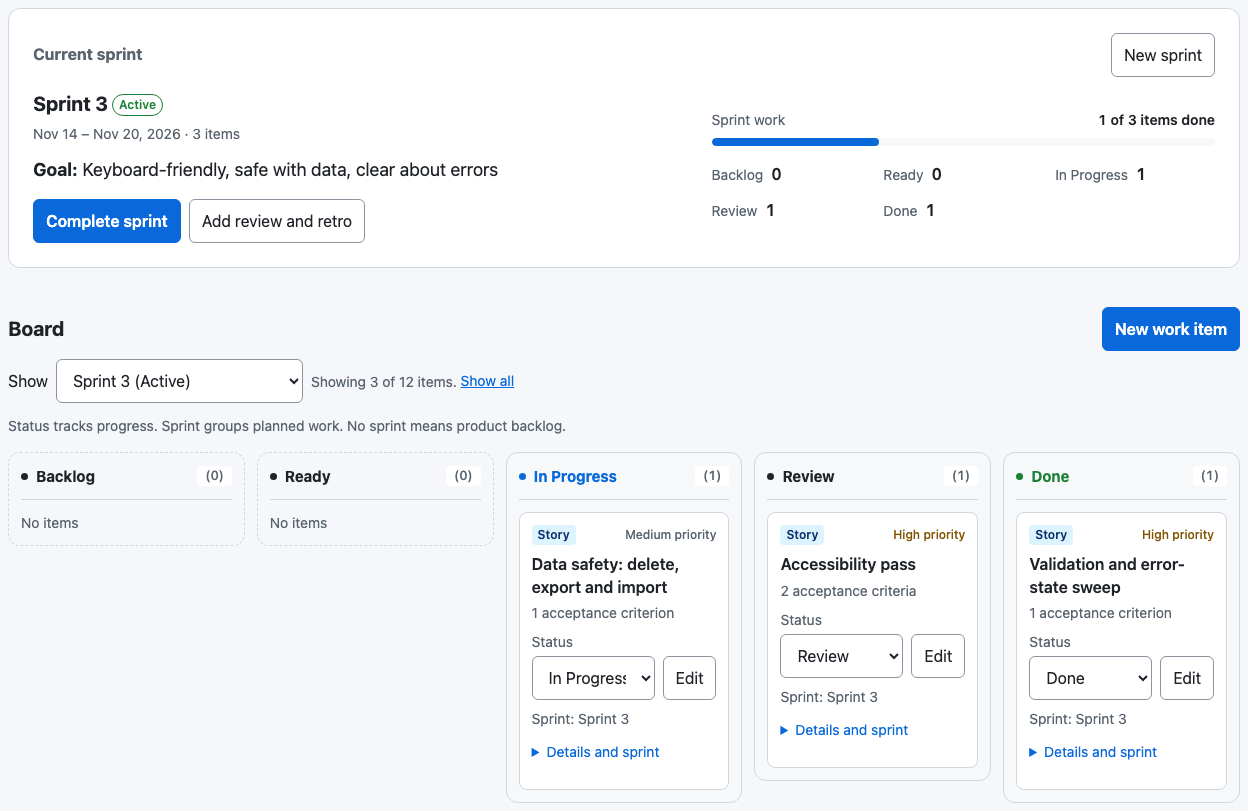 Current sprint
New sprint
Sprint 3 Active
Nov 14 – Nov 20, 2026 · 3 items
Goal: Keyboard-friendly, safe with data, clear about errors
Complete sprint
Add review and retro
Sprint work
1 of 3 items done
Backlog 0
Ready 0
In Progress 1
Review 1
Done 1
Board
New work item
Show
Sprint 3 (Active)
Showing 3 of 12 items. Show all
Status tracks progress. Sprint groups planned work. No sprint means product backlog.
Backlog (0)
No items
Ready (0)
No items
In Progress (1)
Story
Medium priority
Data safety: delete,
export and import
1 acceptance criterion
Status
In Progress
Edit
Sprint: Sprint 3
Details and sprint
Review (1)
Story
High priority
Accessibility pass
2 acceptance criteria
Status
Review
Edit
Sprint: Sprint 3
Details and sprint
Done (1)
Story
High priority
Validation and error-
state sweep
1 acceptance criterion
Status
Done
Edit
Sprint: Sprint 3
Details and sprint